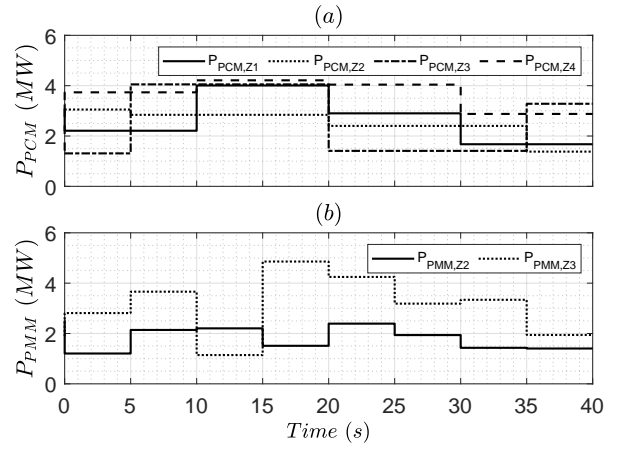 (a)
6
4
2
0
P_PCM (MW)
P_PCM,Z1 P_PCM,Z2 P_PCM,Z3 P_PCM,Z4
(b)
6
4
2
0
P_PMM (MW)
P_PMM,Z2 P_PMM,Z3
0 5 10 15 20 25 30 35 40
Time (s)